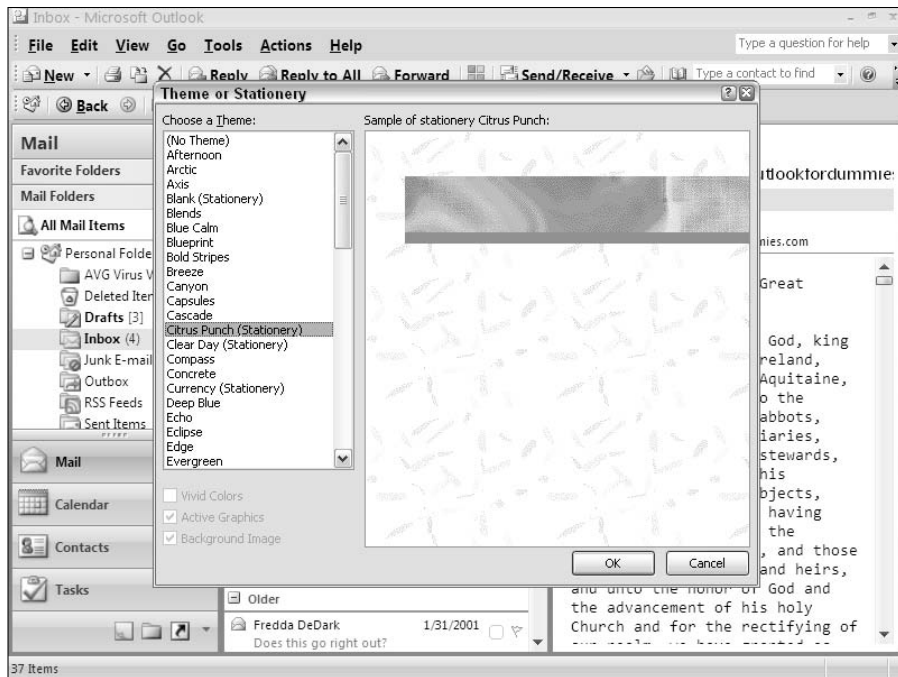 Inbox - Microsoft Outlook
File Edit View Go Tools Actions Help
Type a question for help
New Reply Reply to All Forward Send/Receive Type a contact to find
Back
Theme or Stationery
Mail
Favorite Folders
Mail Folders
All Mail Items
Personal Folde
AVG Virus V
Deleted Iter
Drafts [3]
Inbox (4)
Junk E-mail
Outbox
RSS Feeds
Sent Items
Mail
Calendar
Contacts
Tasks
Choose a Theme:
(No Theme)
Afternoon
Arctic
Axis
Blank (Stationery)
Blends
Blue Calm
Blueprint
Bold Stripes
Breeze
Canyon
Capsules
Cascade
Citrus Punch (Stationery)
Clear Day (Stationery)
Compass
Concrete
Currency (Stationery)
Deep Blue
Echo
Eclipse
Edge
Evergreen
Vivid Colors
Active Graphics
Background Image
Sample of stationery Citrus Punch:
OK Cancel
Older
Fredda DeDark 1/31/2001
Does this go right out?
utlookfordummies
nies.com
Great
God, king
reland,
Aquitaine,
o the
abbots,
iaries,
stewards,
his
bjects,
having
the
, and those
and heirs,
and unto the honor of God and
the advancement of his holy
Church and for the rectifying of
37 Items